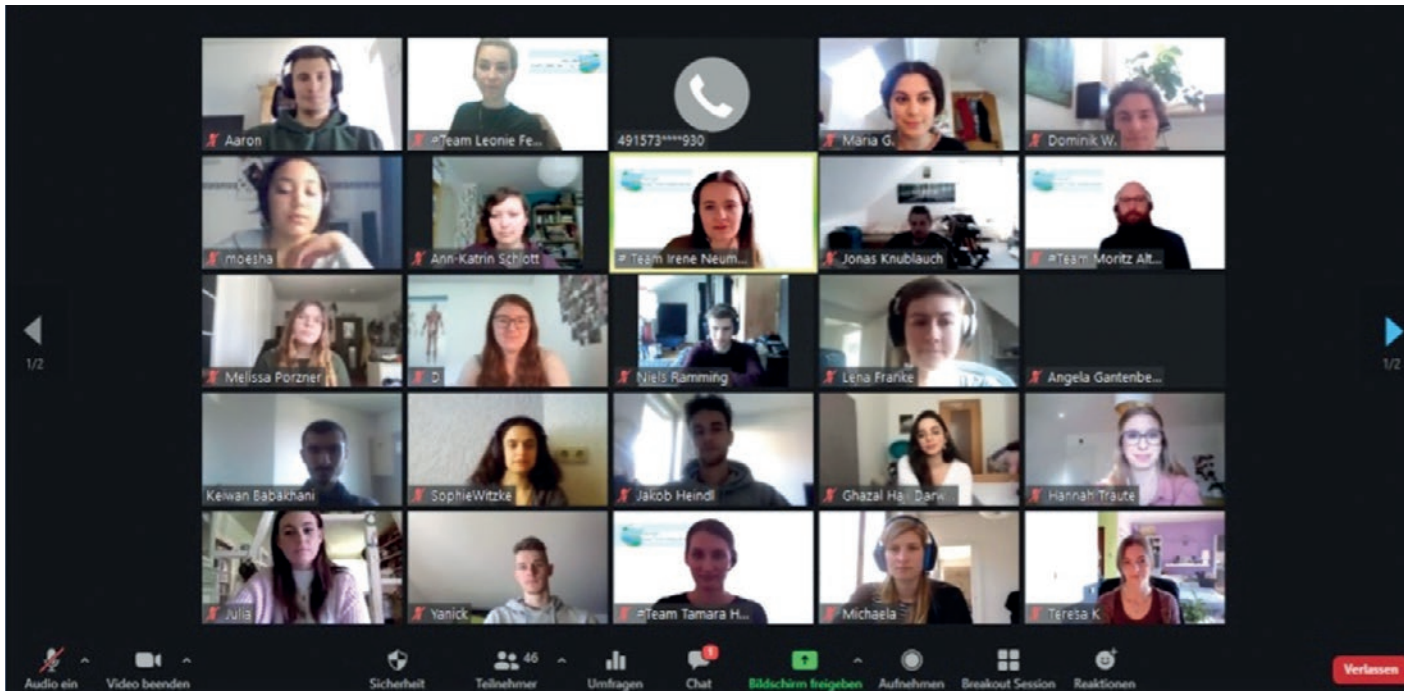 Aaron
#Team Leonie Fe...
491573****930
Maria G.
Dominik W.
moesha
Ann-Katrin Schlott
# Team Irene Neum...
Jonas Knublauch
#Team Moritz Alt...
Melissa Porzner
D
Niels Ramming
Lena Franke
Angela Gantenbe...
1/2
1/2
Keiwan Babakhani
SophieWitzke
Jakob Heindl
Ghazal Haji Darw
Hannah Traute
Julia
Yanick
#Team Tamara H...
Michaela
Teresa K
46
1
Audio ein
Video beenden
Sicherheit
Teilnehmer
Umfragen
Chat
Bildschirm freigeben
Aufnehmen
Breakout Session
Reaktionen
Verlassen